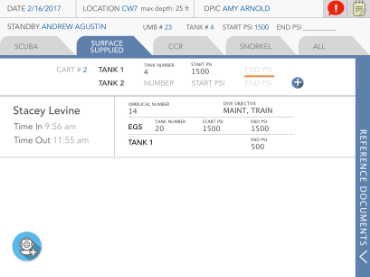 DATE 2/16/2017 LOCATION CW7 max depth: 25 ft DPIC AMY ARNOLD
STANDBY ANDREW AGUSTIN UMB # 23 TANK # 4 START PSI 1500 END PSI
SCUBA SURFACE SUPPLIED CCR SNORKEL ALL
TANK NUMBER START PSI
CART # 2 TANK 1 4 1500 END PSI
TANK 2 NUMBER START PSI END PSI
UMBILICAL NUMBER DIVE OBJECTIVE
Stacey Levine 14 MAINT, TRAIN
TANK NUMBER START PSI END PSI
Time In 9:56 am EGS 20 1500 1500
Time Out 11:55 am TANK 1 END PSI
500
REFERENCE DOCUMENTS